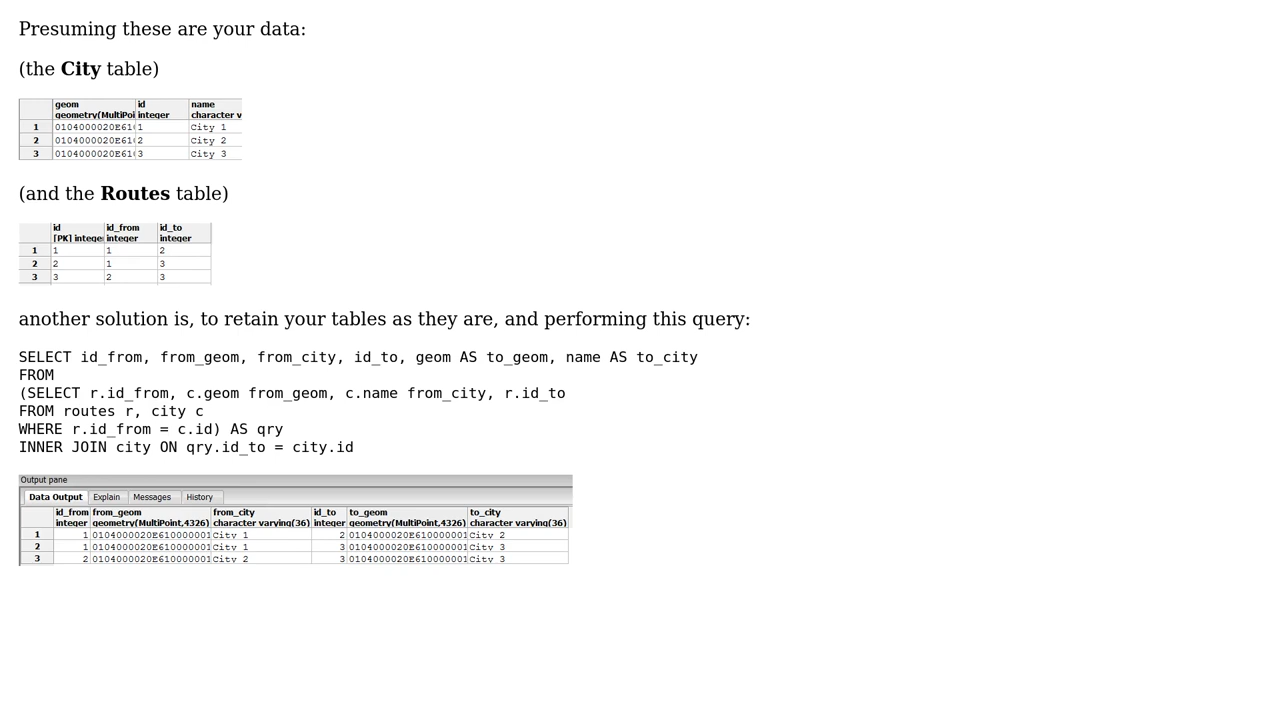 Presuming these are your data:
(the City table)
geom id name
geometry(MultiPoi integer character v
1 0104000020E61 1 City 1
2 0104000020E61 2 City 2
3 0104000020E61 3 City 3
(and the Routes table)
id id_from id_to
[PK] intege integer integer
1 1 1 2
2 2 1 3
3 3 2 3
another solution is, to retain your tables as they are, and performing this query:
SELECT id_from, from_geom, from_city, id_to, geom AS to_geom, name AS to_city
FROM
(SELECT r.id_from, c.geom from_geom, c.name from_city, r.id_to
FROM routes r, city c
WHERE r.id_from = c.id) AS qry
INNER JOIN city ON qry.id_to = city.id
Output pane
Data Output Explain Messages History
id_from from_geom from_city id_to to_geom to_city
integer geometry(MultiPoint,4326) character varying(36) integer geometry(MultiPoint,4326) character varying(36)
1 1 0104000020E610000001 City 1 2 0104000020E610000001 City 2
2 1 0104000020E610000001 City 1 3 0104000020E610000001 City 3
3 2 0104000020E610000001 City 2 3 0104000020E610000001 City 3